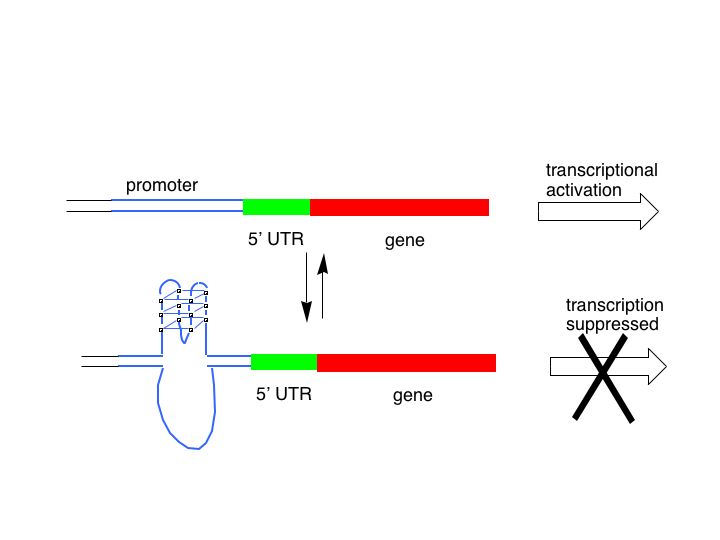 promoter
transcriptional
activation
5' UTR
gene
transcription
suppressed
5' UTR
gene